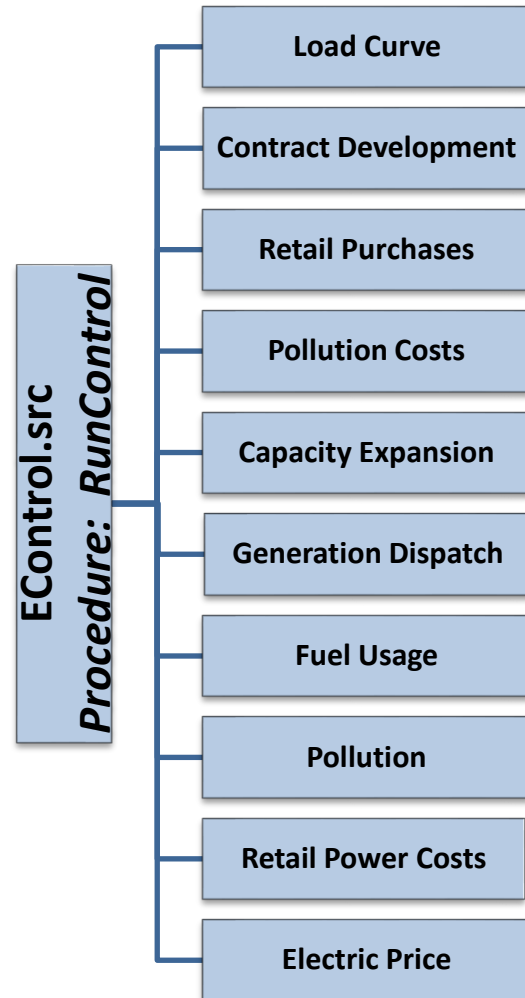 EControl.src
Procedure: RunControl
Load Curve
Contract Development
Retail Purchases
Pollution Costs
Capacity Expansion
Generation Dispatch
Fuel Usage
Pollution
Retail Power Costs
Electric Price